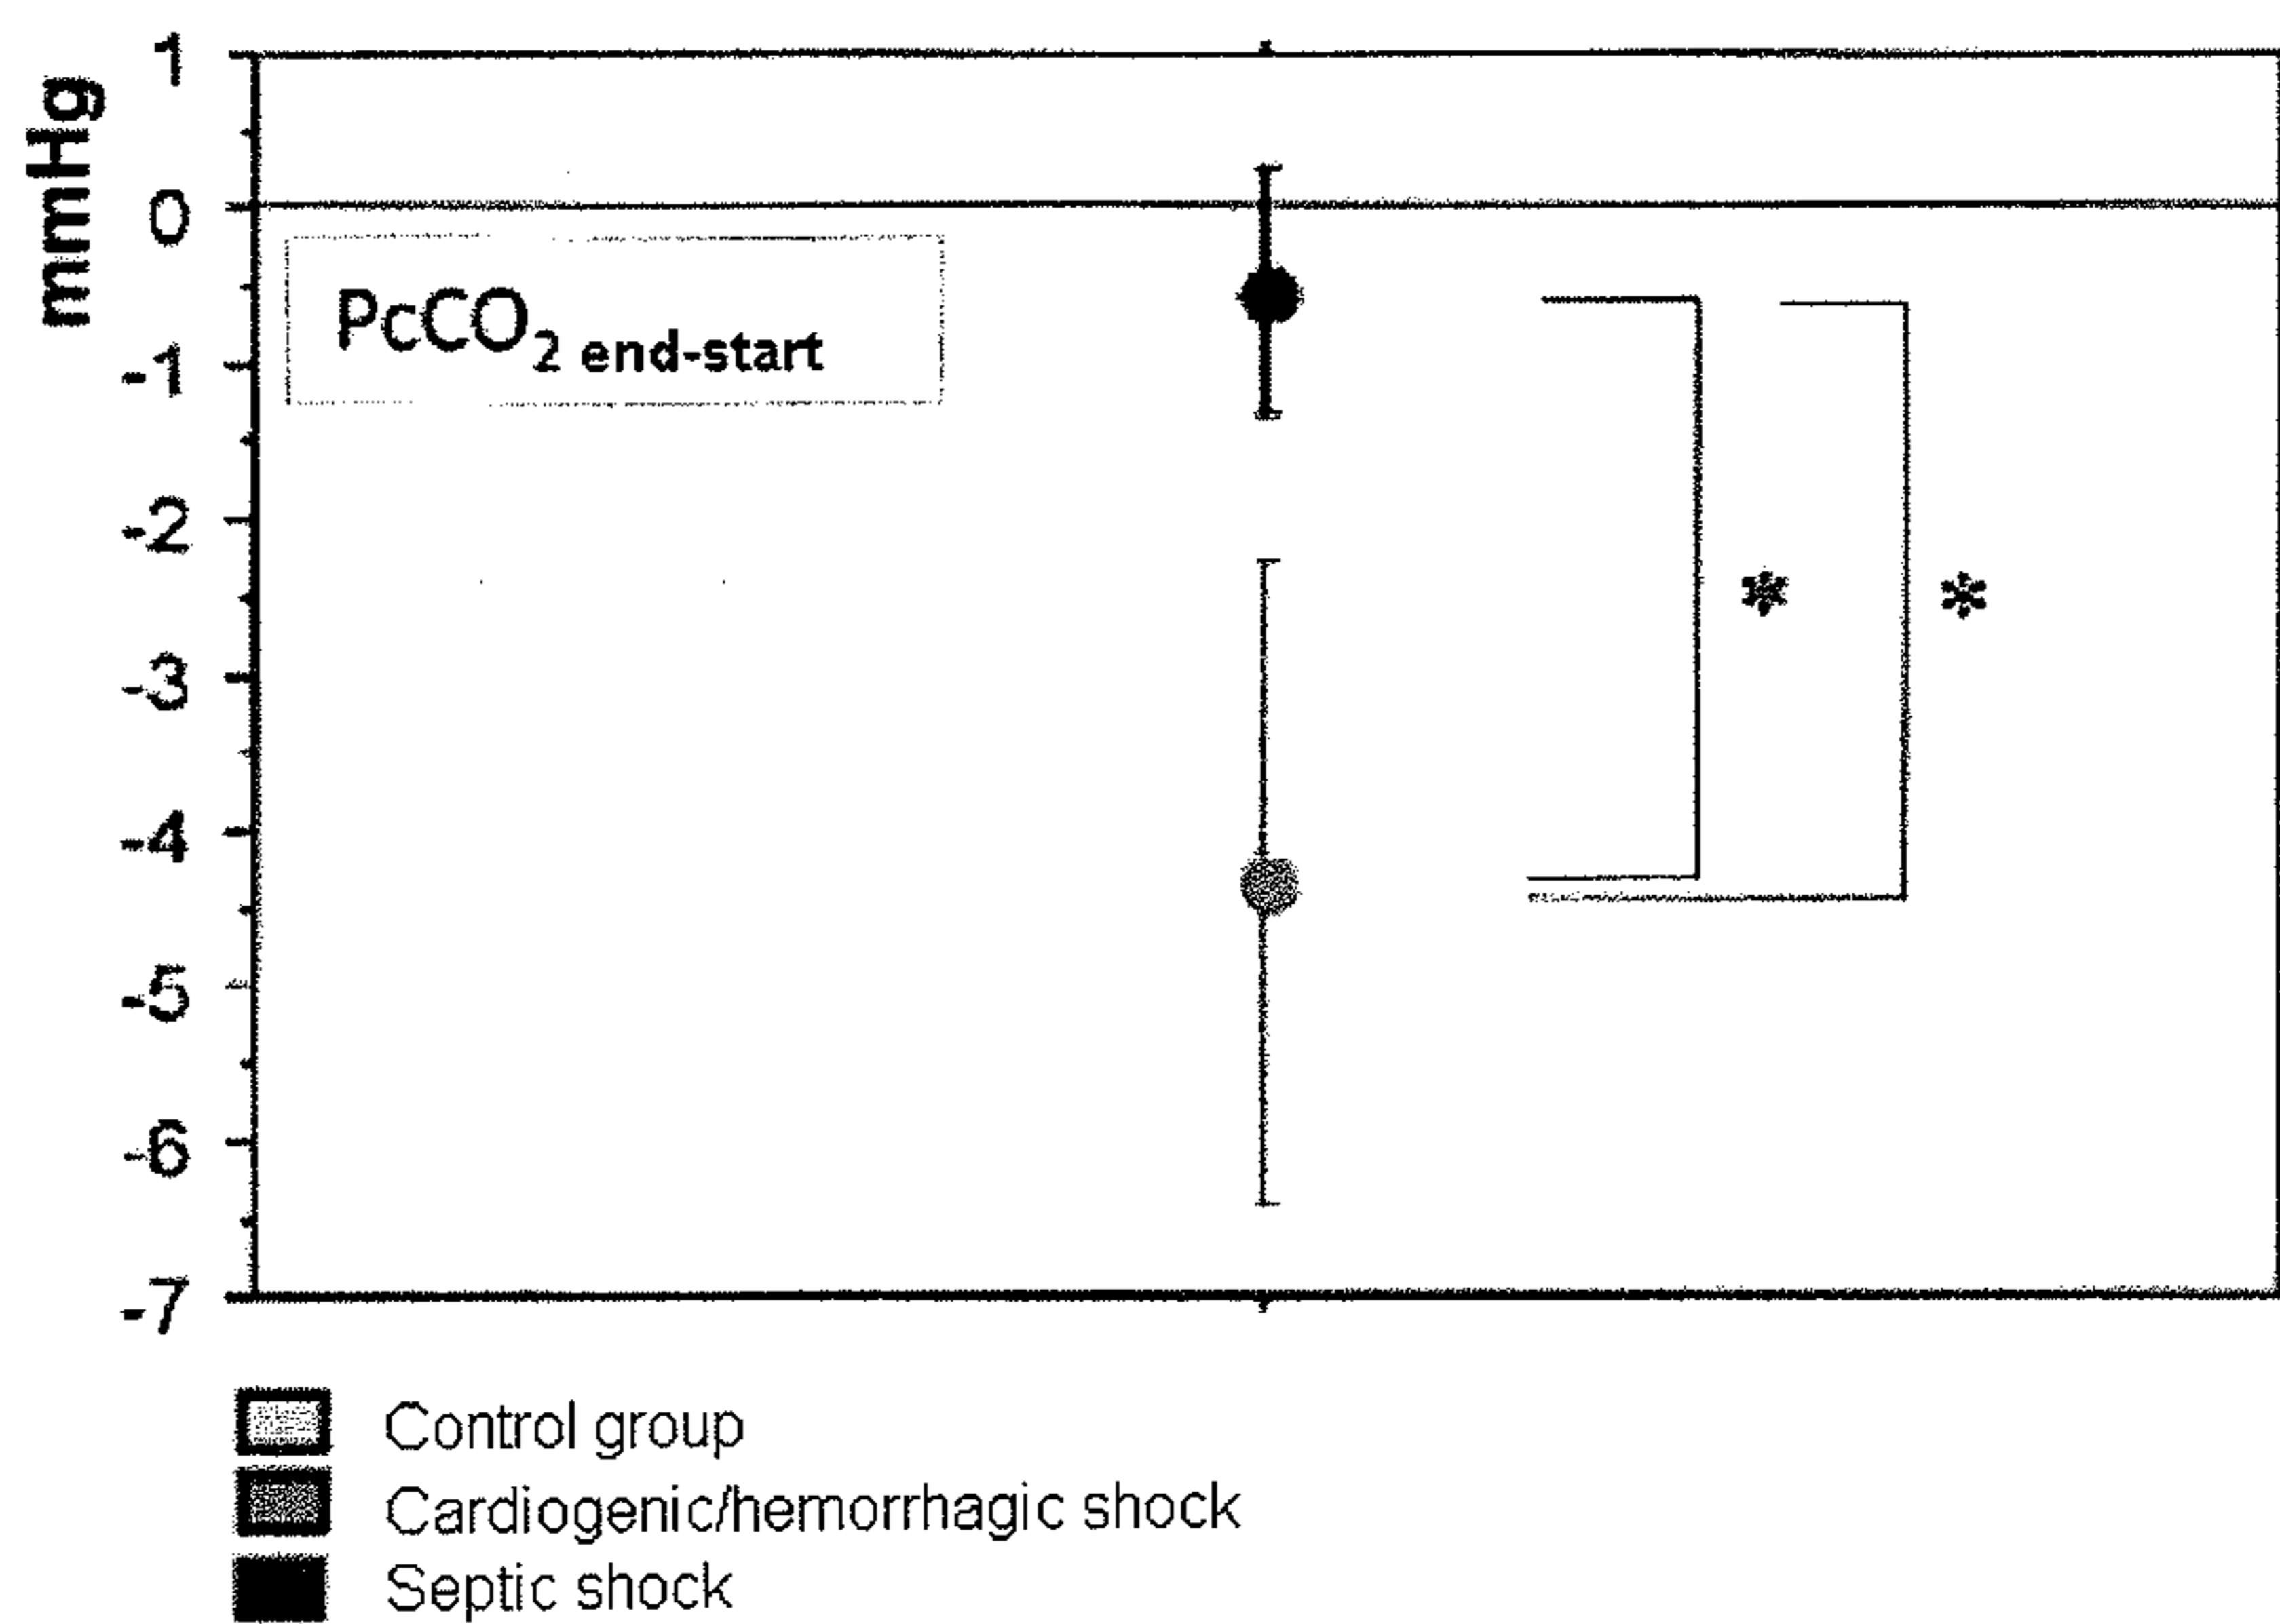 mmHg
1
0
-1
-2
-3
-4
-5
-6
-7
PcCO2 end-start
*
*
Control group
Cardiogenic/hemorrhagic shock
Septic shock